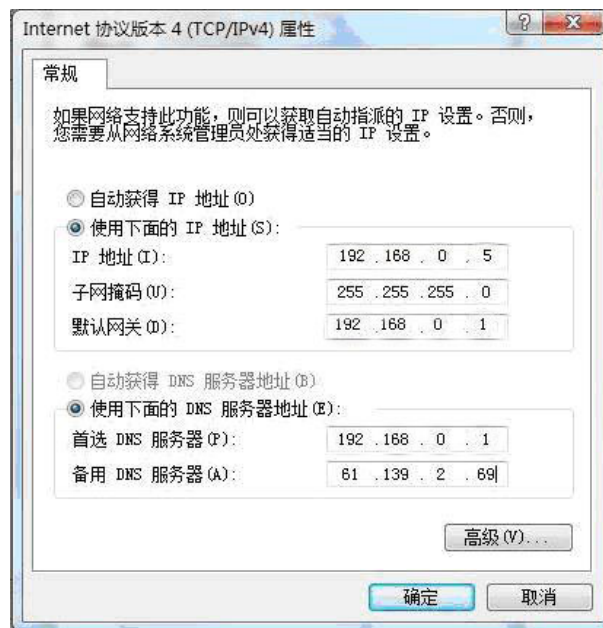 Internet 协议版本 4 (TCP/IPv4) 属性
常规
如果网络支持此功能，则可以获取自动指派的 IP 设置。否则，
您需要从网络系统管理员处获得适当的 IP 设置。
自动获得 IP 地址(O)
使用下面的 IP 地址(S):
IP 地址(I): 192 .168 . 0 . 5
子网掩码(U): 255 .255 .255 . 0
默认网关(D): 192 .168 . 0 . 1
自动获得 DNS 服务器地址(B)
使用下面的 DNS 服务器地址(E):
首选 DNS 服务器(P): 192 .168 . 0 . 1
备用 DNS 服务器(A): 61 .139 . 2 . 69
高级(V)...
确定 取消